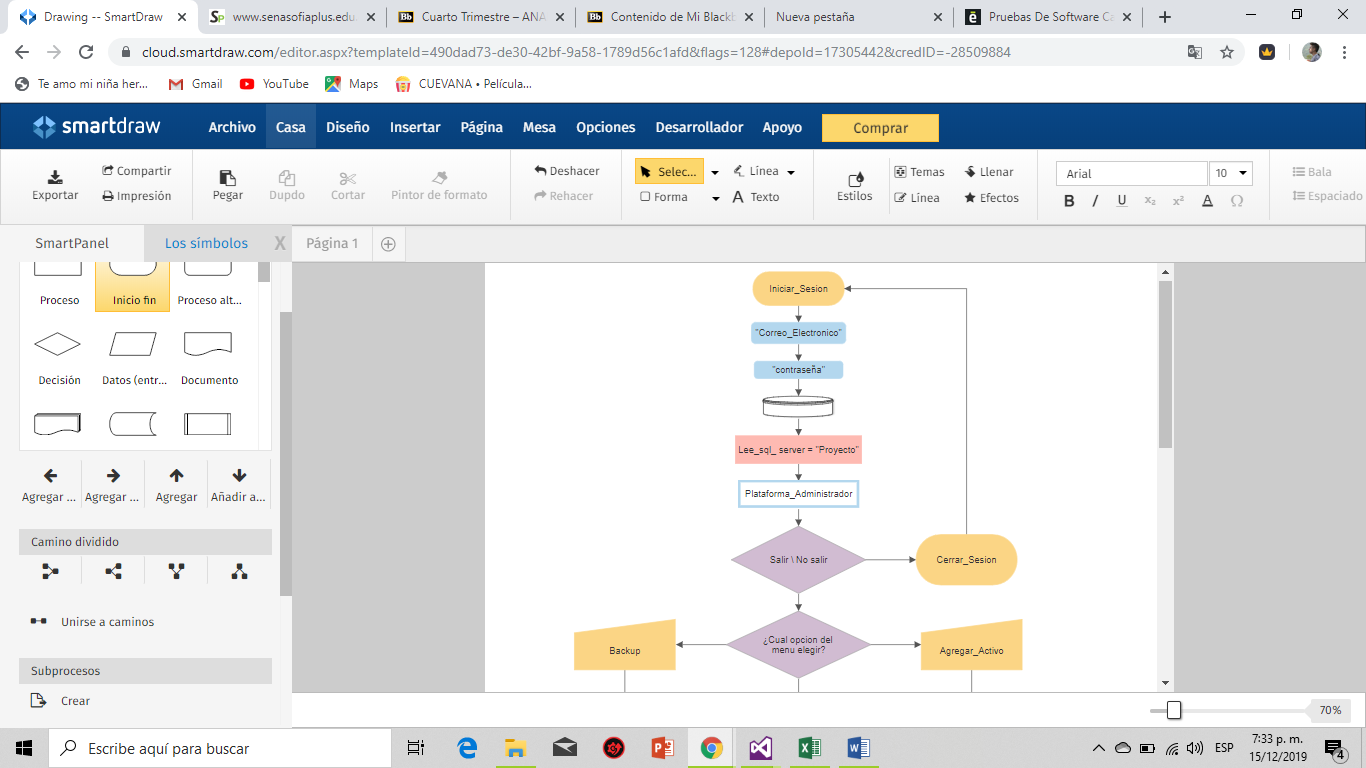 Drawing -- SmartDraw
www.senasofiaplus.edu
Cuarto Trimestre – ANA
Contenido de Mi Blackb
Nueva pestaña
Pruebas De Software Ca
cloud.smartdraw.com/editor.aspx?templateId=490dad73-de30-42bf-9a58-1789d56c1afd&flags=128#depoId=17305442&credID=-28509884
Te amo mi niña her...
Gmail
YouTube
Maps
CUEVANA • Película...
smartdraw
Archivo
Casa
Diseño
Insertar
Página
Mesa
Opciones
Desarrollador
Apoyo
Comprar
Exportar
Compartir
Impresión
Pegar
Dupdo
Cortar
Pintor de formato
Deshacer
Rehacer
Selec...
Forma
Línea
A Texto
Estilos
Temas
Línea
Llenar
Efectos
Arial
10
B I U x₂ x² A Ω
Bala
Espaciado
SmartPanel
Los símbolos
X
Página 1
Proceso
Inicio fin
Proceso alt...
Decisión
Datos (entr...
Documento
Agregar ...
Agregar ...
Agregar
Añadir a...
Camino dividido
Unirse a caminos
Subprocesos
Crear
Iniciar_Sesion
"Correo_Electronico"
"contraseña"
Lee_sql_ server = "Proyecto"
Plataforma_Administrador
Salir \ No salir
Cerrar_Sesion
¿Cual opcion del
menu elegir?
Backup
Agregar_Activo
70%
Escribe aquí para buscar
ESP
7:33 p. m.
15/12/2019
4